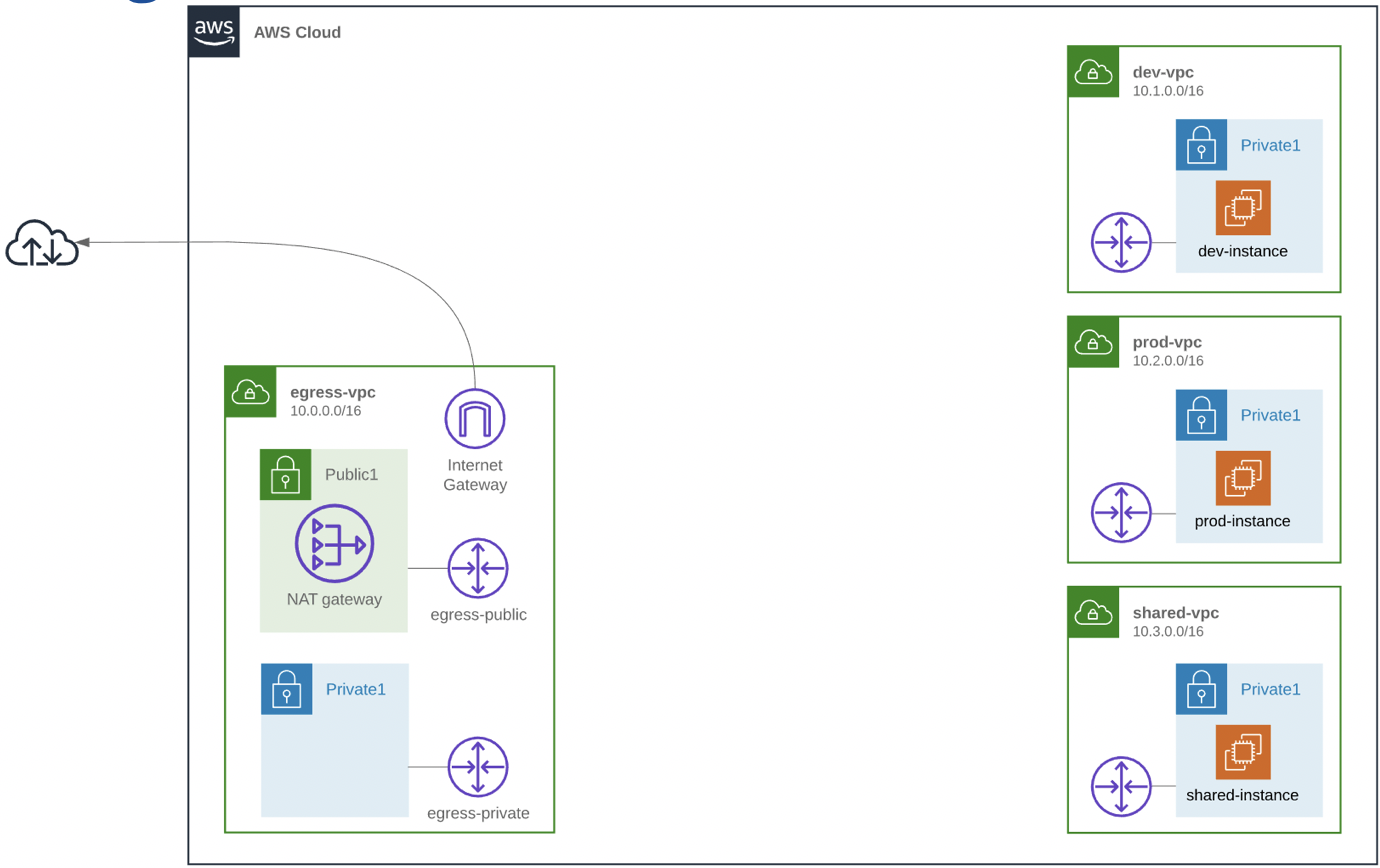 aws
AWS Cloud
dev-vpc
10.1.0.0/16
Private1
dev-instance
prod-vpc
10.2.0.0/16
Private1
prod-instance
egress-vpc
10.0.0.0/16
Internet
Gateway
Public1
NAT gateway
egress-public
Private1
egress-private
shared-vpc
10.3.0.0/16
Private1
shared-instance